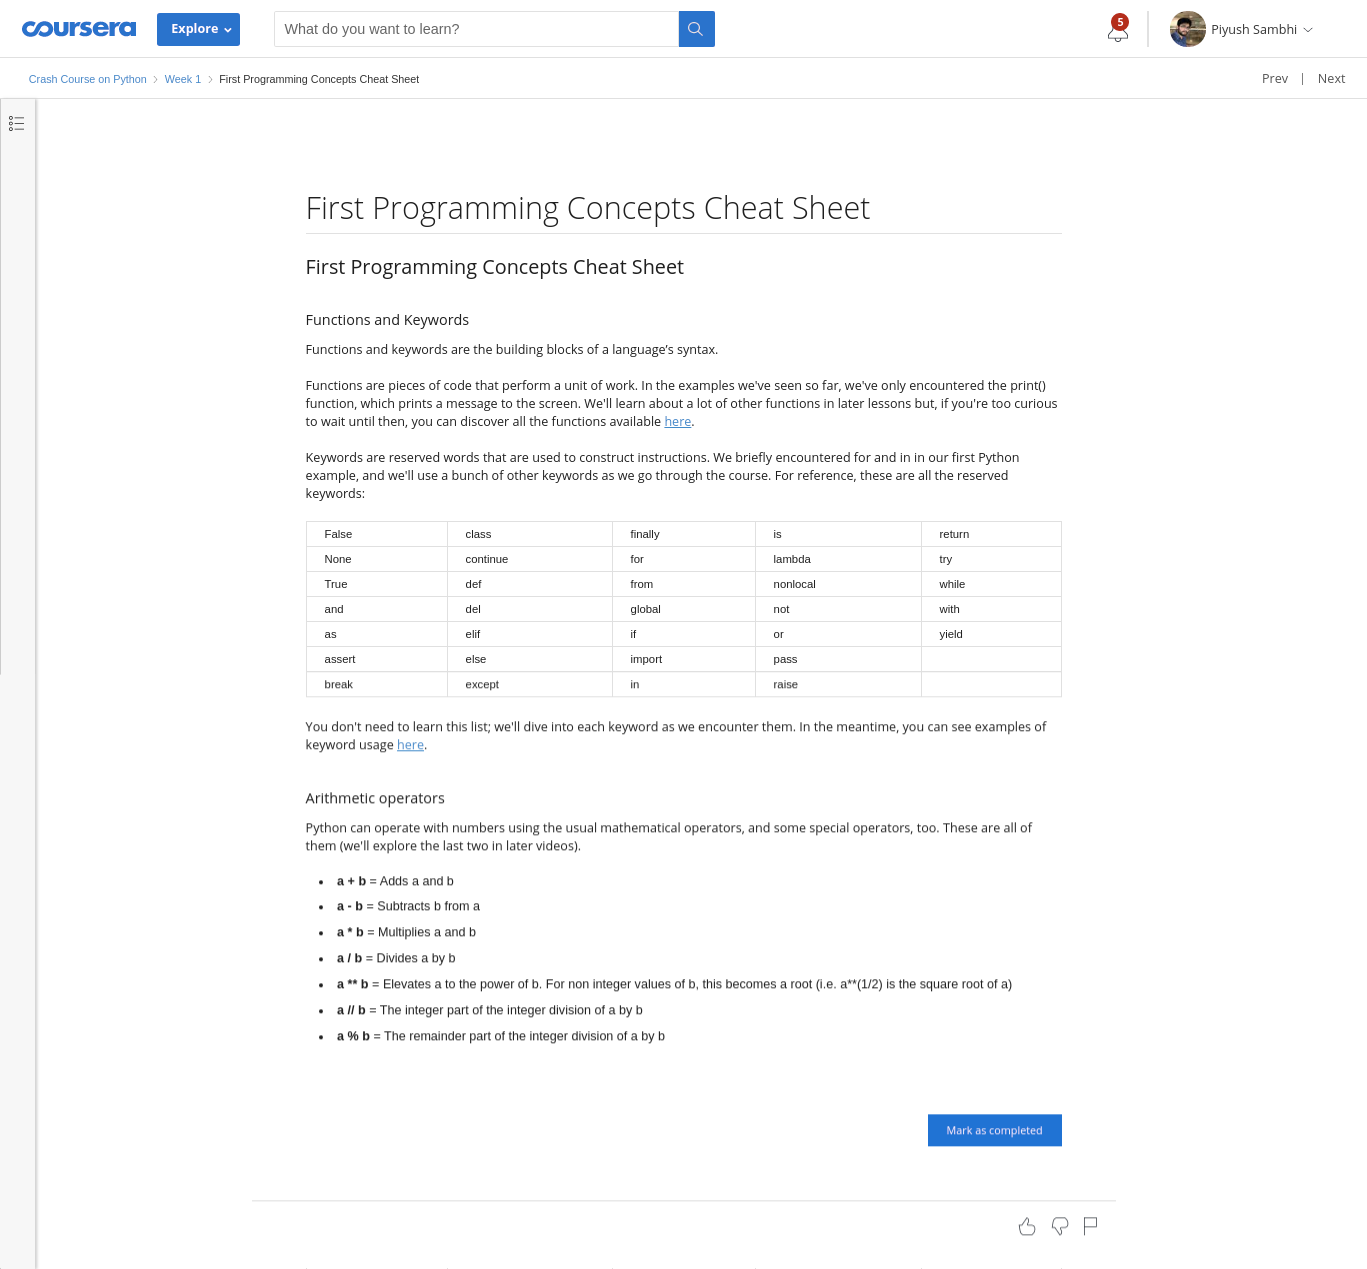 coursera
Explore
What do you want to learn?
5
Piyush Sambhi
Crash Course on Python > Week 1 > First Programming Concepts Cheat Sheet
Prev | Next
First Programming Concepts Cheat Sheet
First Programming Concepts Cheat Sheet
Functions and Keywords
Functions and keywords are the building blocks of a language’s syntax.
Functions are pieces of code that perform a unit of work. In the examples we've seen so far, we've only encountered the print()
function, which prints a message to the screen. We'll learn about a lot of other functions in later lessons but, if you're too curious
to wait until then, you can discover all the functions available here.
Keywords are reserved words that are used to construct instructions. We briefly encountered for and in in our first Python
example, and we'll use a bunch of other keywords as we go through the course. For reference, these are all the reserved
keywords:
False class finally is return
None continue for lambda try
True def from nonlocal while
and del global not with
as elif if or yield
assert else import pass
break except in raise
You don't need to learn this list; we'll dive into each keyword as we encounter them. In the meantime, you can see examples of
keyword usage here.
Arithmetic operators
Python can operate with numbers using the usual mathematical operators, and some special operators, too. These are all of
them (we'll explore the last two in later videos).
• a + b = Adds a and b
• a - b = Subtracts b from a
• a * b = Multiplies a and b
• a / b = Divides a by b
• a ** b = Elevates a to the power of b. For non integer values of b, this becomes a root (i.e. a**(1/2) is the square root of a)
• a // b = The integer part of the integer division of a by b
• a % b = The remainder part of the integer division of a by b
Mark as completed